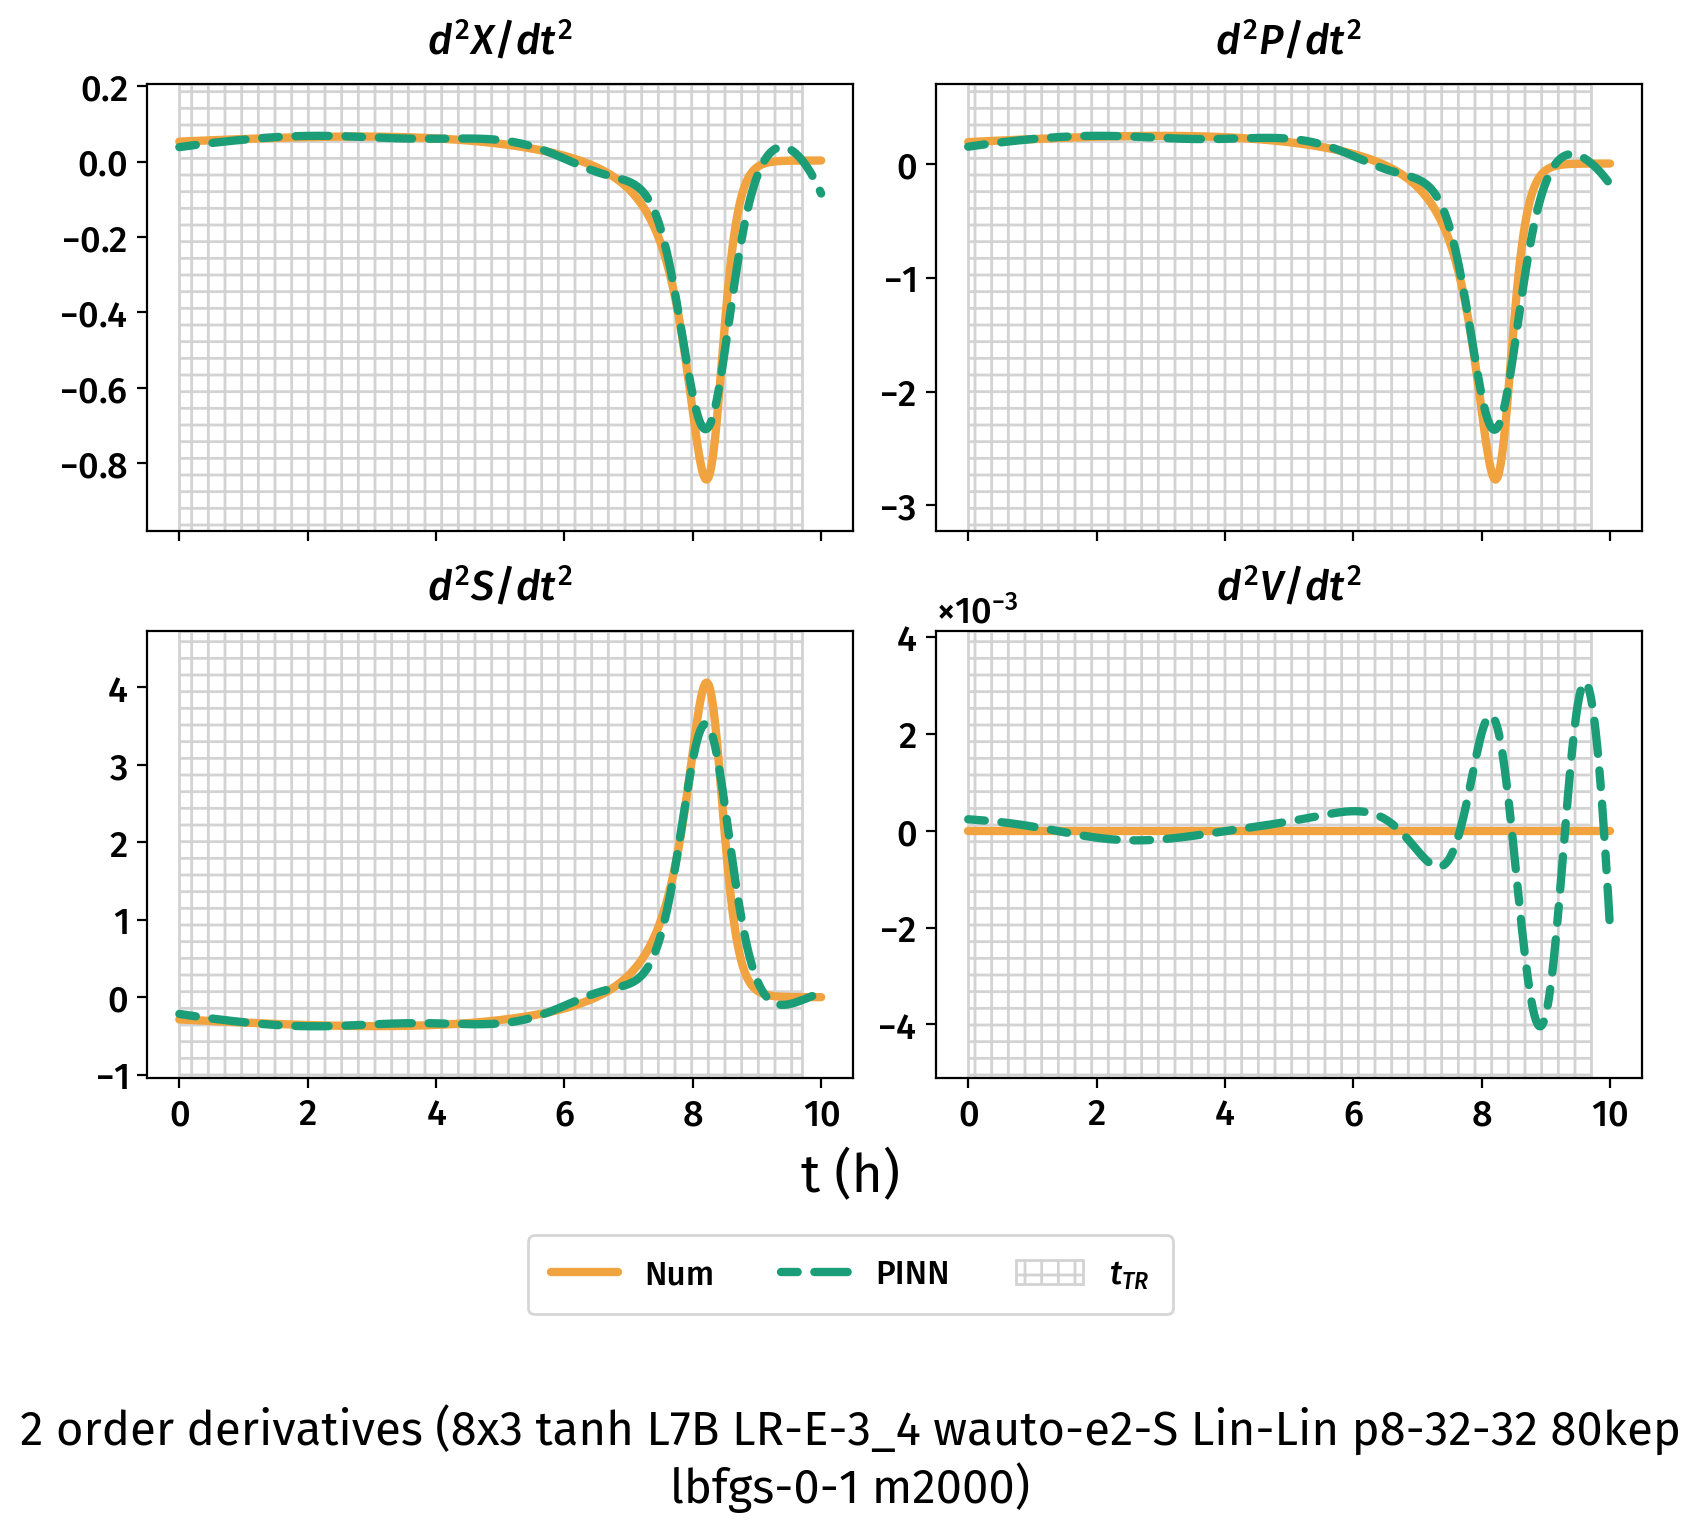 d²X/dt²
d²P/dt²
0.2
0.0
−0.2
−0.4
−0.6
−0.8
0
−1
−2
−3
d²S/dt²
d²V/dt²
×10⁻³
4
3
2
1
0
−1
4
2
0
−2
−4
0 2 4 6 8 10
0 2 4 6 8 10
t (h)
Num PINN t_TR
2 order derivatives (8x3 tanh L7B LR-E-3_4 wauto-e2-S Lin-Lin p8-32-32 80kep
lbfgs-0-1 m2000)